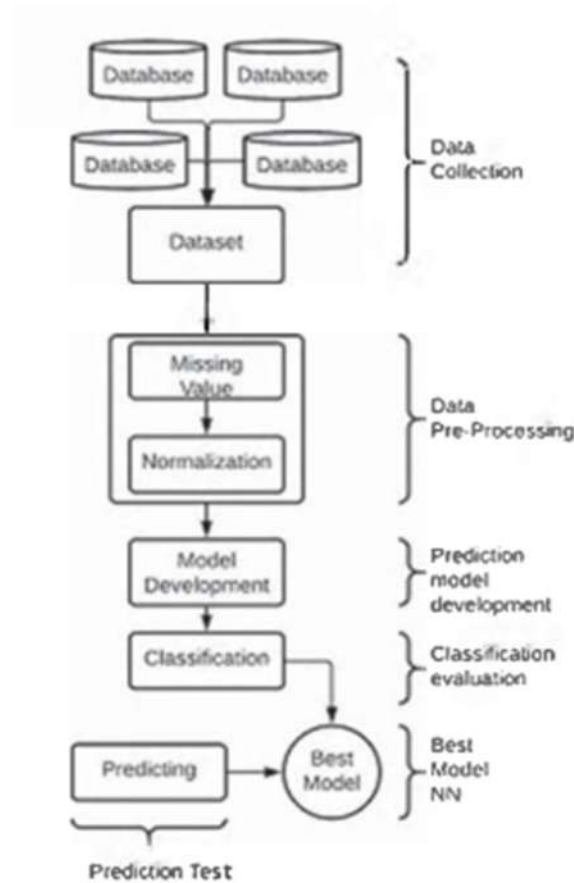 Database
Database
Database
Database
Data
Collection
Dataset
Missing
Value
Normalization
Data
Pre-Processing
Model
Development
Prediction
model
development
Classification
Classification
evaluation
Predicting
Best
Model
Best
Model
NN
Prediction Test